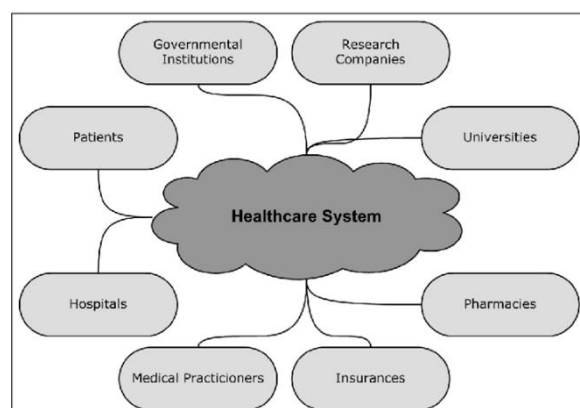 Governmental
Institutions
Research
Companies
Patients
Universities
Healthcare System
Hospitals
Pharmacies
Medical Practicioners
Insurances